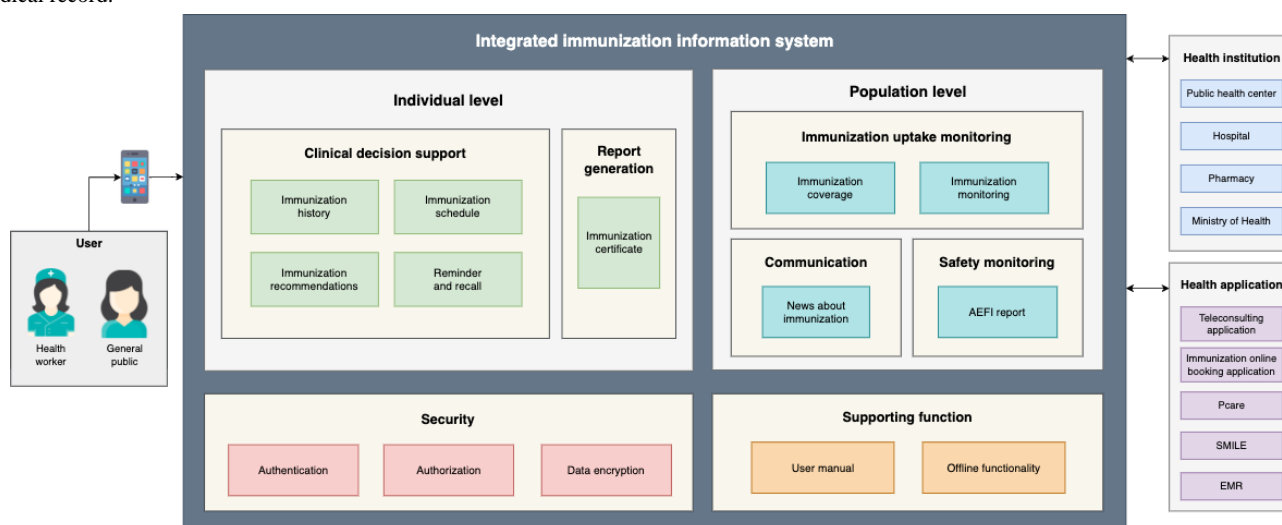 dical record.
Integrated immunization information system
User
Health
worker
General
public
Individual level
Clinical decision support
Immunization
history
Immunization
schedule
Immunization
recommendations
Reminder
and recall
Report
generation
Immunization
certificate
Population level
Immunization uptake monitoring
Immunization
coverage
Immunization
monitoring
Communication
News about
immunization
Safety monitoring
AEFI report
Security
Authentication
Authorization
Data encryption
Supporting function
User manual
Offline functionality
Health institution
Public health center
Hospital
Pharmacy
Ministry of Health
Health application
Teleconsulting
application
Immunization online
booking application
Pcare
SMILE
EMR